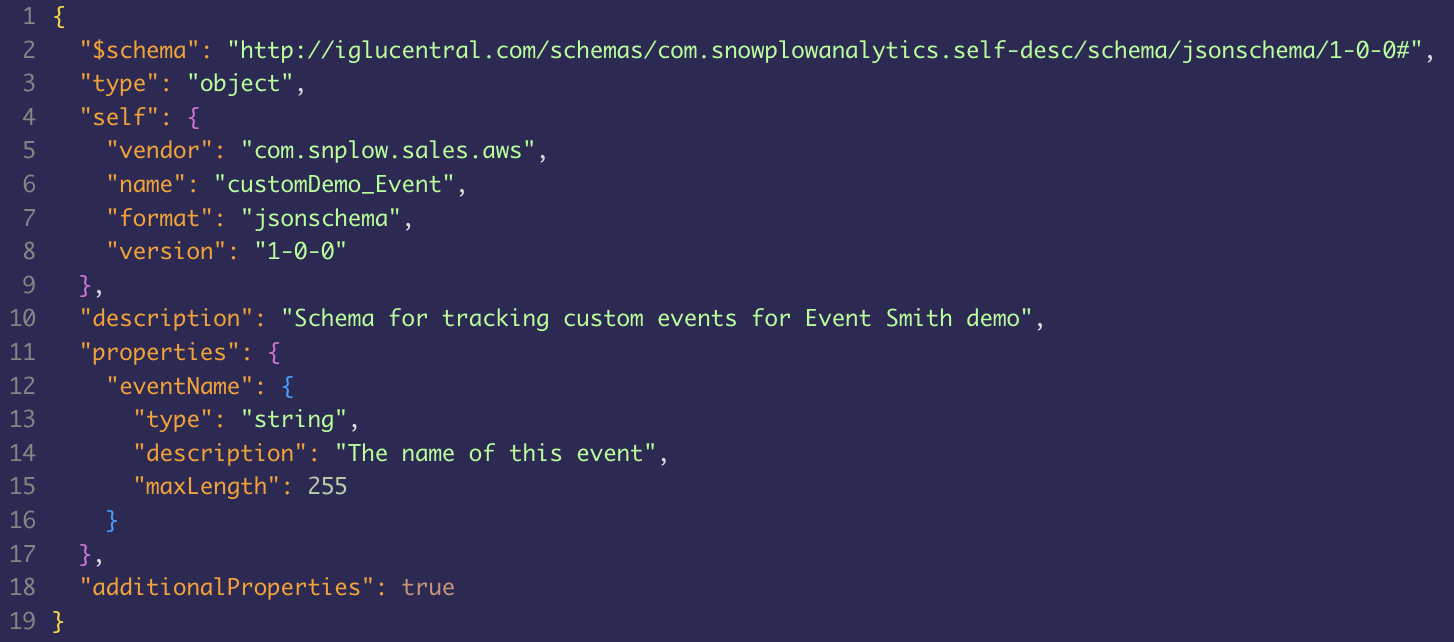 1 {
2 "$schema": "http://iglucentral.com/schemas/com.snowplowanalytics.self-desc/schema/jsonschema/1-0-0#",
3 "type": "object",
4 "self": {
5 "vendor": "com.snplow.sales.aws",
6 "name": "customDemo_Event",
7 "format": "jsonschema",
8 "version": "1-0-0"
9 },
10 "description": "Schema for tracking custom events for Event Smith demo",
11 "properties": {
12 "eventName": {
13 "type": "string",
14 "description": "The name of this event",
15 "maxLength": 255
16 }
17 },
18 "additionalProperties": true
19 }